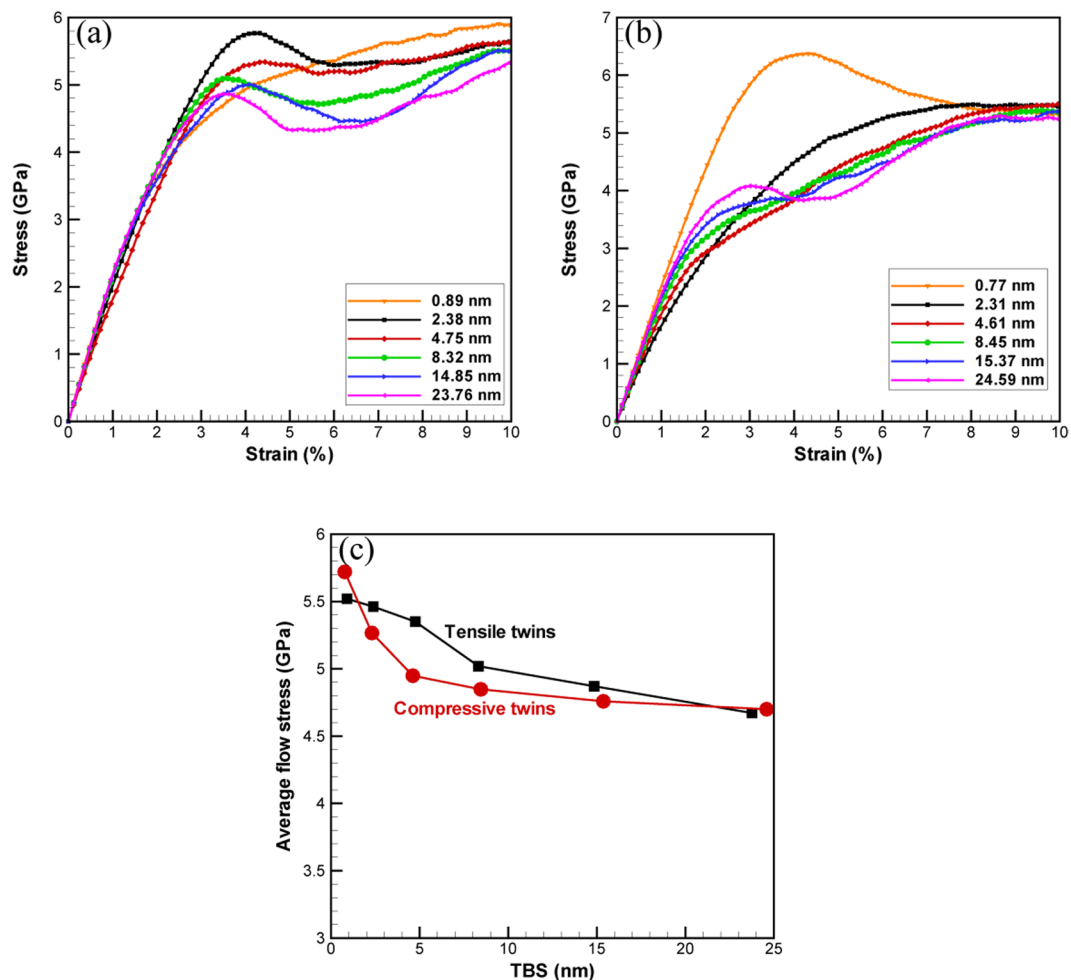 (a)
6
5
4
3
2
1
0
Stress (GPa)
0 1 2 3 4 5 6 7 8 9 10
Strain (%)
0.89 nm
2.38 nm
4.75 nm
8.32 nm
14.85 nm
23.76 nm
(b)
7
6
5
4
3
2
1
0
Stress (GPa)
0 1 2 3 4 5 6 7 8 9 10
Strain (%)
0.77 nm
2.31 nm
4.61 nm
8.45 nm
15.37 nm
24.59 nm
(c)
6
5.5
5
4.5
4
3.5
3
Average flow stress (GPa)
Tensile twins
Compressive twins
0 5 10 15 20 25
TBS (nm)